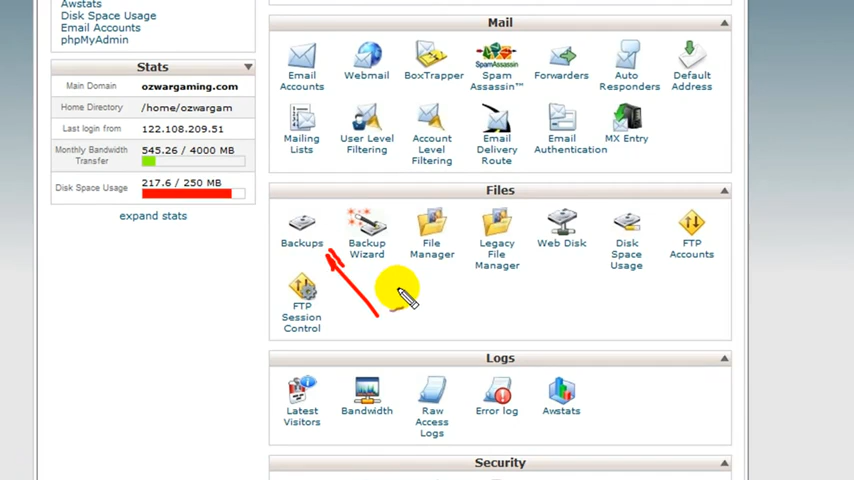 Awstats
Disk Space Usage
Email Accounts
phpMyAdmin
Stats
Main Domain ozwargaming.com
Home Directory /home/ozwargam
Last login from 122.108.209.51
Monthly Bandwidth
Transfer
545.26 / 4000 MB
Disk Space Usage
217.6 / 250 MB
expand stats
Mail
Email
Accounts
Webmail
BoxTrapper
SpamAssassin
Spam
Assassin™
Forwarders
Auto
Responders
Default
Address
Mailing
Lists
User Level
Filtering
Account
Level
Filtering
Email
Delivery
Route
Email
Authentication
MX Entry
Files
Backups
Backup
Wizard
File
Manager
Legacy
File
Manager
Web Disk
Disk
Space
Usage
FTP
Accounts
FTP
Session
Control
Logs
Latest
Visitors
Bandwidth
Raw
Access
Logs
Error log
Awstats
Security